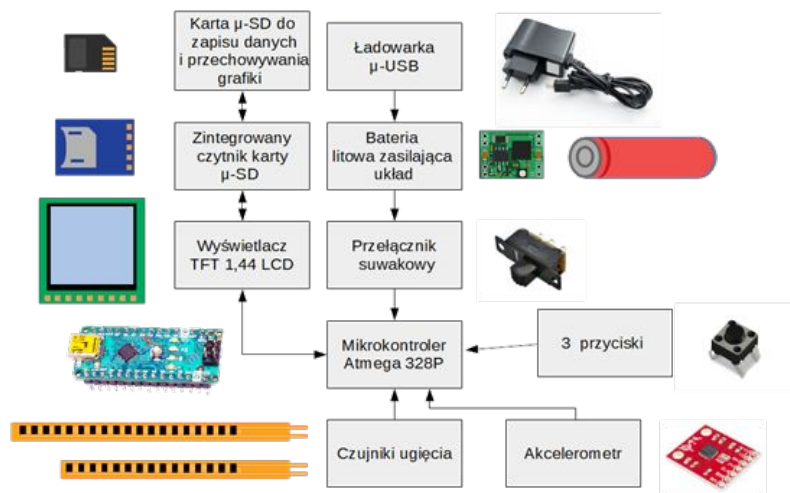 Karta μ-SD do
zapisu danych
i przechowywania
grafiki
Ładowarka
μ-USB
Zintegrowany
czytnik karty
μ-SD
Bateria
litowa zasilająca
układ
Wyświetlacz
TFT 1,44 LCD
Przełącznik
suwakowy
Mikrokontroler
Atmega 328P
3 przyciski
Czujniki ugięcia
Akcelerometr